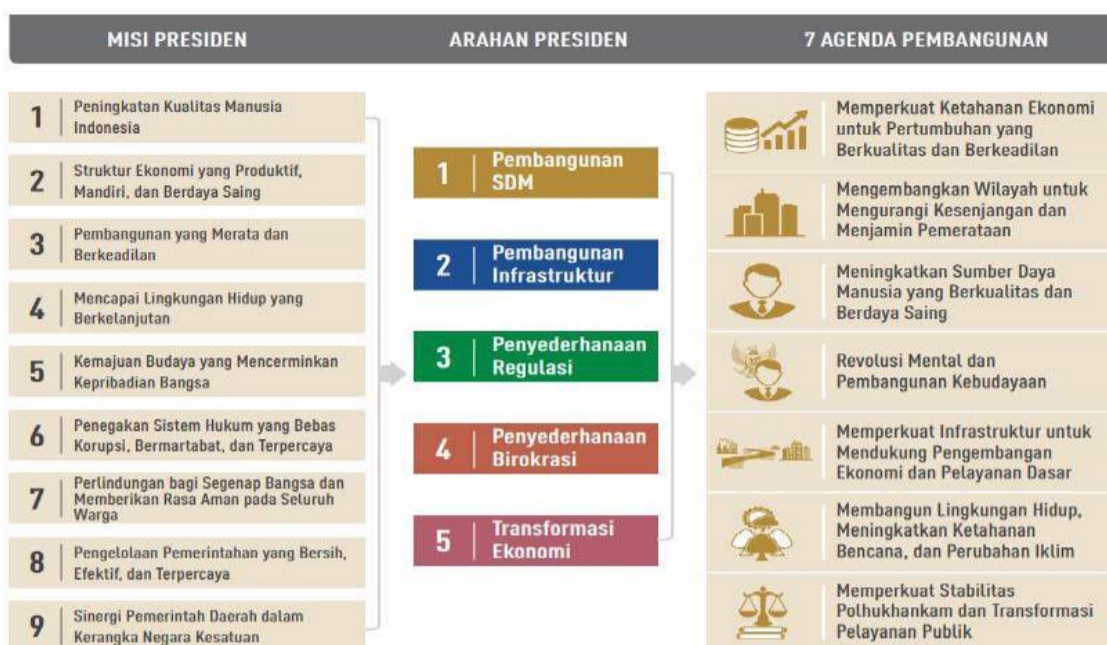 MISI PRESIDEN
ARAHAN PRESIDEN
7 AGENDA PEMBANGUNAN
1
Peningkatan Kualitas Manusia
Indonesia
2
Struktur Ekonomi yang Produktif,
Mandiri, dan Berdaya Saing
3
Pembangunan yang Merata dan
Berkeadilan
4
Mencapai Lingkungan Hidup yang
Berkelanjutan
5
Kemajuan Budaya yang Mencerminkan
Kepribadian Bangsa
6
Penegakan Sistem Hukum yang Bebas
Korupsi, Bermartabat, dan Terpercaya
7
Perlindungan bagi Segenap Bangsa dan
Memberikan Rasa Aman pada Seluruh
Warga
8
Pengelolaan Pemerintahan yang Bersih,
Efektif, dan Terpercaya
9
Sinergi Pemerintah Daerah dalam
Kerangka Negara Kesatuan
1
Pembangunan
SDM
2
Pembangunan
Infrastruktur
3
Penyederhanaan
Regulasi
4
Penyederhanaan
Birokrasi
5
Transformasi
Ekonomi
Memperkuat Ketahanan Ekonomi
untuk Pertumbuhan yang
Berkualitas dan Berkeadilan
Mengembangkan Wilayah untuk
Mengurangi Kesenjangan dan
Menjamin Pemerataan
Meningkatkan Sumber Daya
Manusia yang Berkualitas dan
Berdaya Saing
Revolusi Mental dan
Pembangunan Kebudayaan
Memperkuat Infrastruktur untuk
Mendukung Pengembangan
Ekonomi dan Pelayanan Dasar
Membangun Lingkungan Hidup,
Meningkatkan Ketahanan
Bencana, dan Perubahan Iklim
Memperkuat Stabilitas
Polhukhankam dan Transformasi
Pelayanan Publik